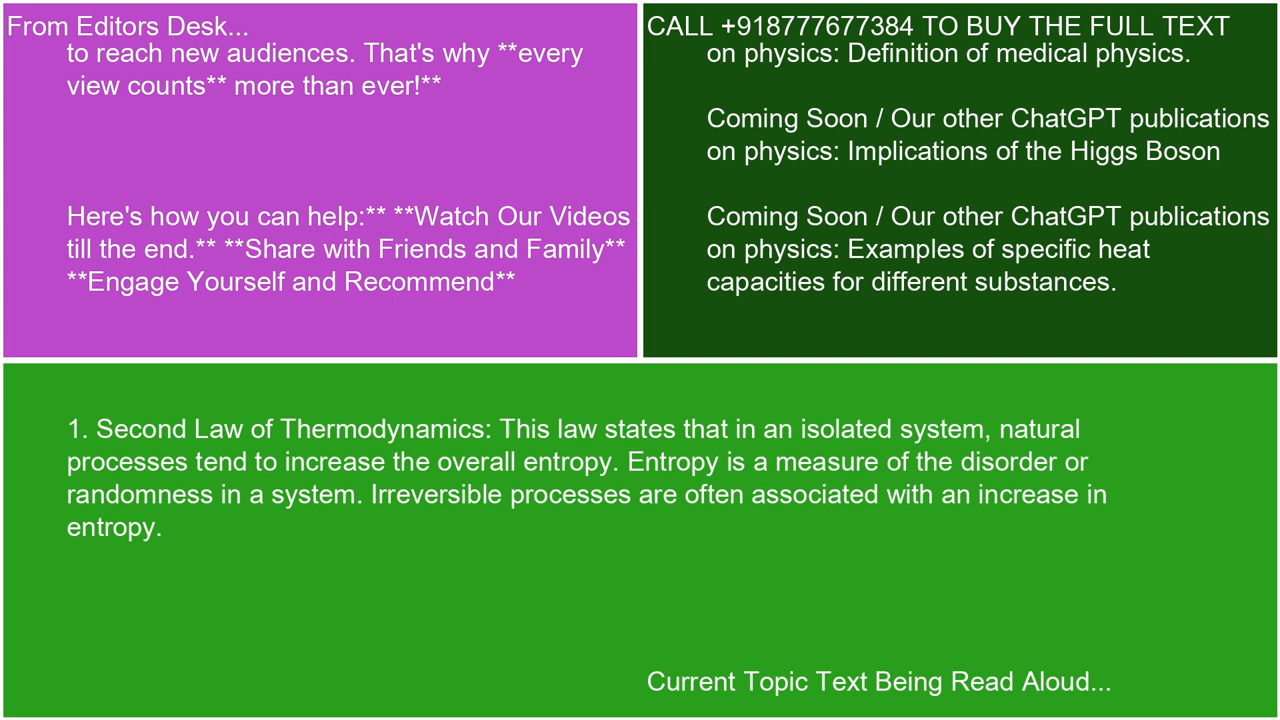 From Editors Desk...
to reach new audiences. That's why **every
view counts** more than ever!**
Here's how you can help:** **Watch Our Videos
till the end.** **Share with Friends and Family**
**Engage Yourself and Recommend**
CALL +918777677384 TO BUY THE FULL TEXT
on physics: Definition of medical physics.
Coming Soon / Our other ChatGPT publications
on physics: Implications of the Higgs Boson
Coming Soon / Our other ChatGPT publications
on physics: Examples of specific heat
capacities for different substances.
1. Second Law of Thermodynamics: This law states that in an isolated system, natural
processes tend to increase the overall entropy. Entropy is a measure of the disorder or
randomness in a system. Irreversible processes are often associated with an increase in
entropy.
Current Topic Text Being Read Aloud...